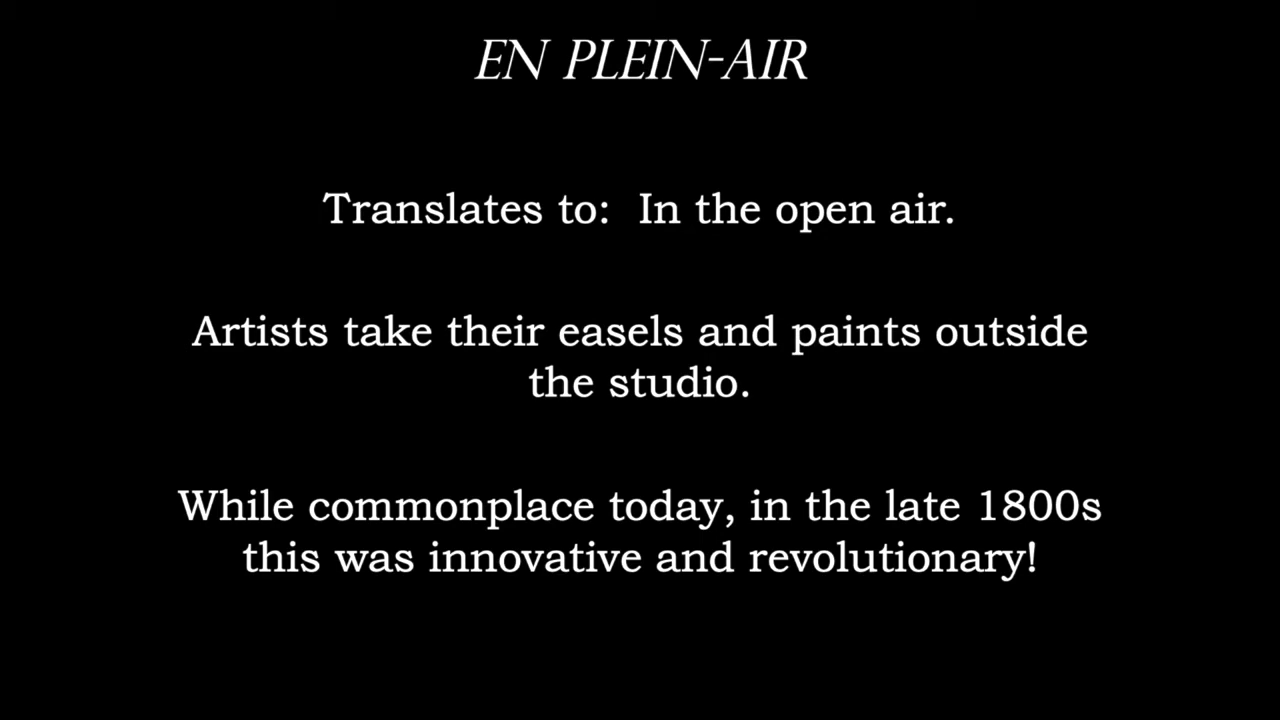 EN PLEIN-AIR
Translates to:  In the open air.
Artists take their easels and paints outside
the studio.
While commonplace today, in the late 1800s
this was innovative and revolutionary!